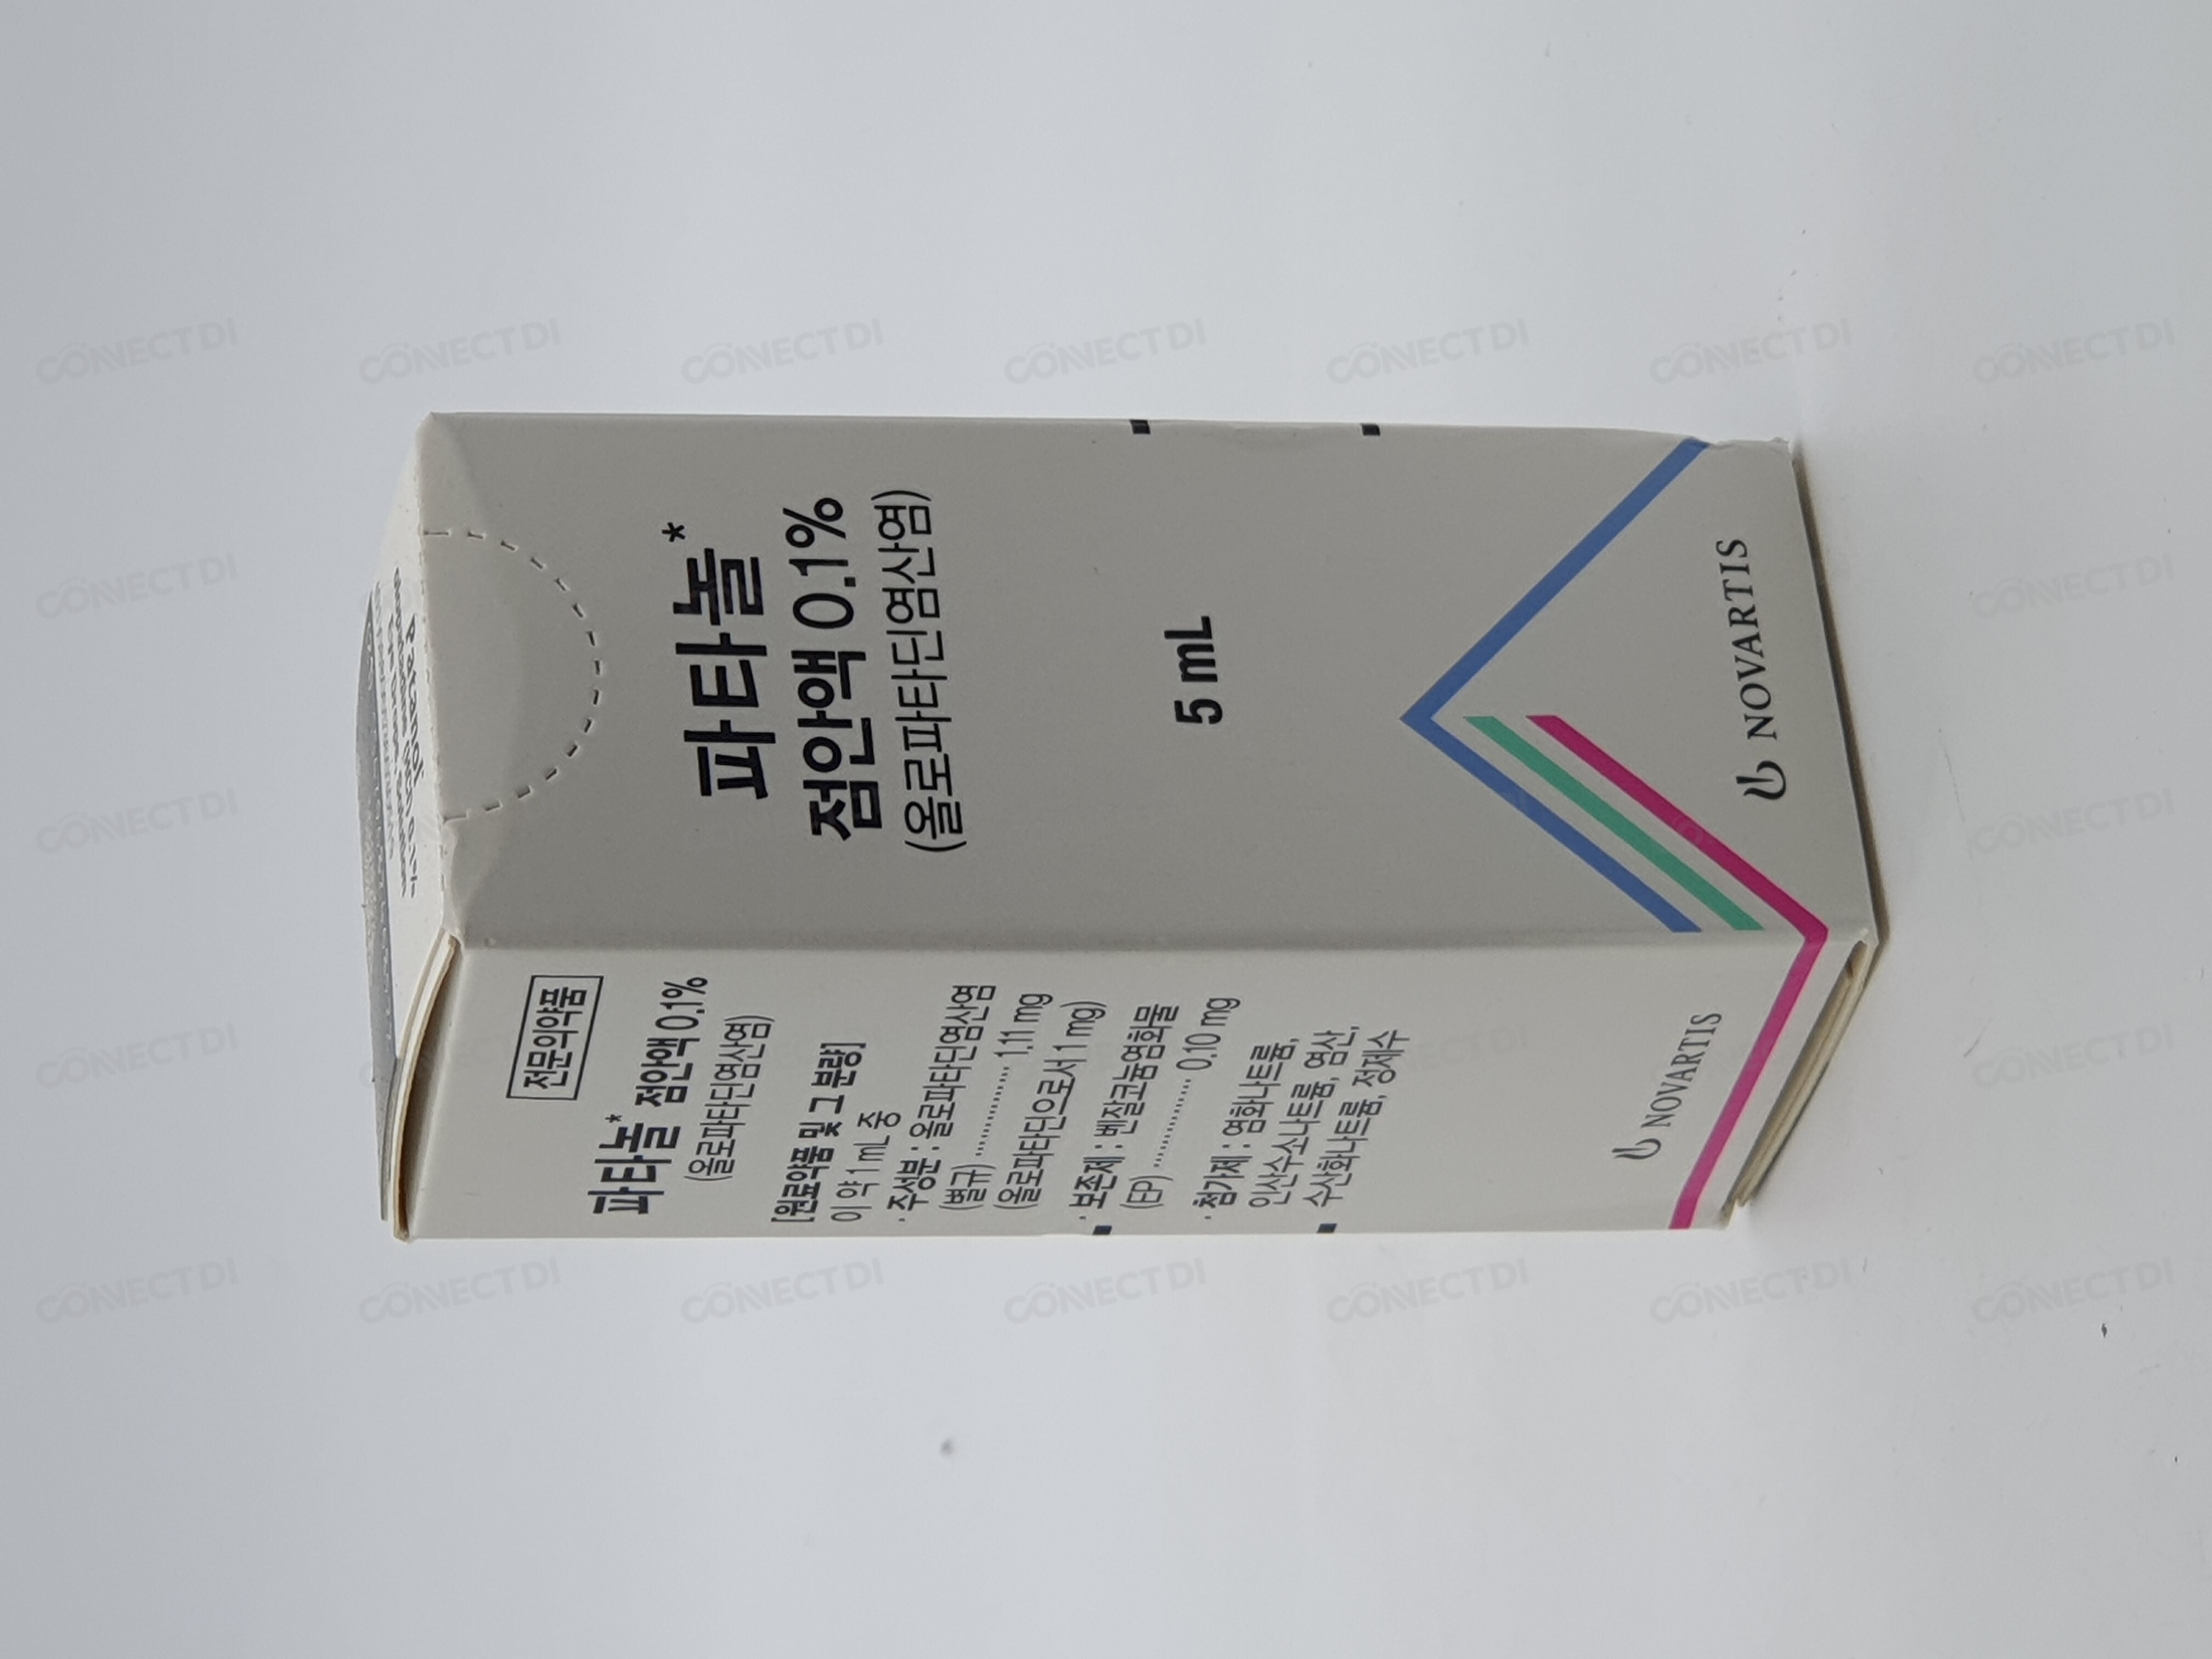 파타놀*
점안액 0.1%
(올로파타딘염산염)
5 mL
NOVARTIS
전문의약품
파타놀* 점안액 0.1%
(올로파타딘염산염)
[원료약품 및 그 분량]
이 약 1 mL 중
· 주성분 : 올로파타딘염산염
(별규) ............... 1.11 mg
(올로파타딘으로서 1 mg)
· 보존제 : 벤잘코늄염화물
(EP) ............... 0.10 mg
· 첨가제 : 염화나트륨,
인산수소나트륨, 염산,
수산화나트륨, 정제수
NOVARTIS
Patanol*
Eye Drops, Solution
CONNECT DI